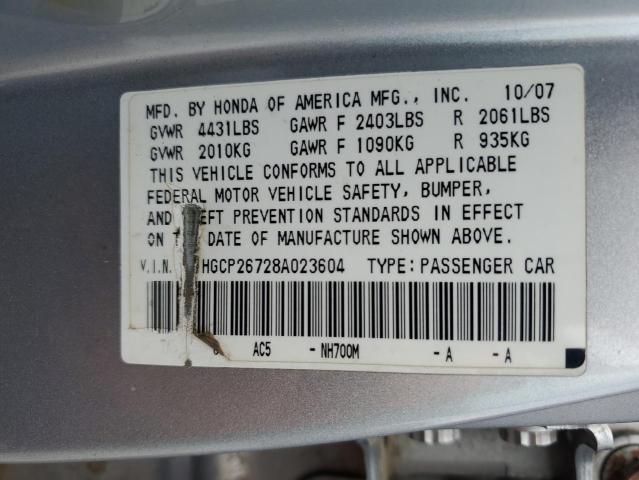 MFD. BY HONDA OF AMERICA MFG., INC. 10/07
GVWR 4431LBS GAWR F 2403LBS R 2061LBS
GVWR 2010KG GAWR F 1090KG R 935KG
THIS VEHICLE CONFORMS TO ALL APPLICABLE
FEDERAL MOTOR VEHICLE SAFETY, BUMPER,
AND THEFT PREVENTION STANDARDS IN EFFECT
ON DATE OF MANUFACTURE SHOWN ABOVE.
V.I.N. HGCP26728A023604 TYPE: PASSENGER CAR
AC5 - NH700M - A - A